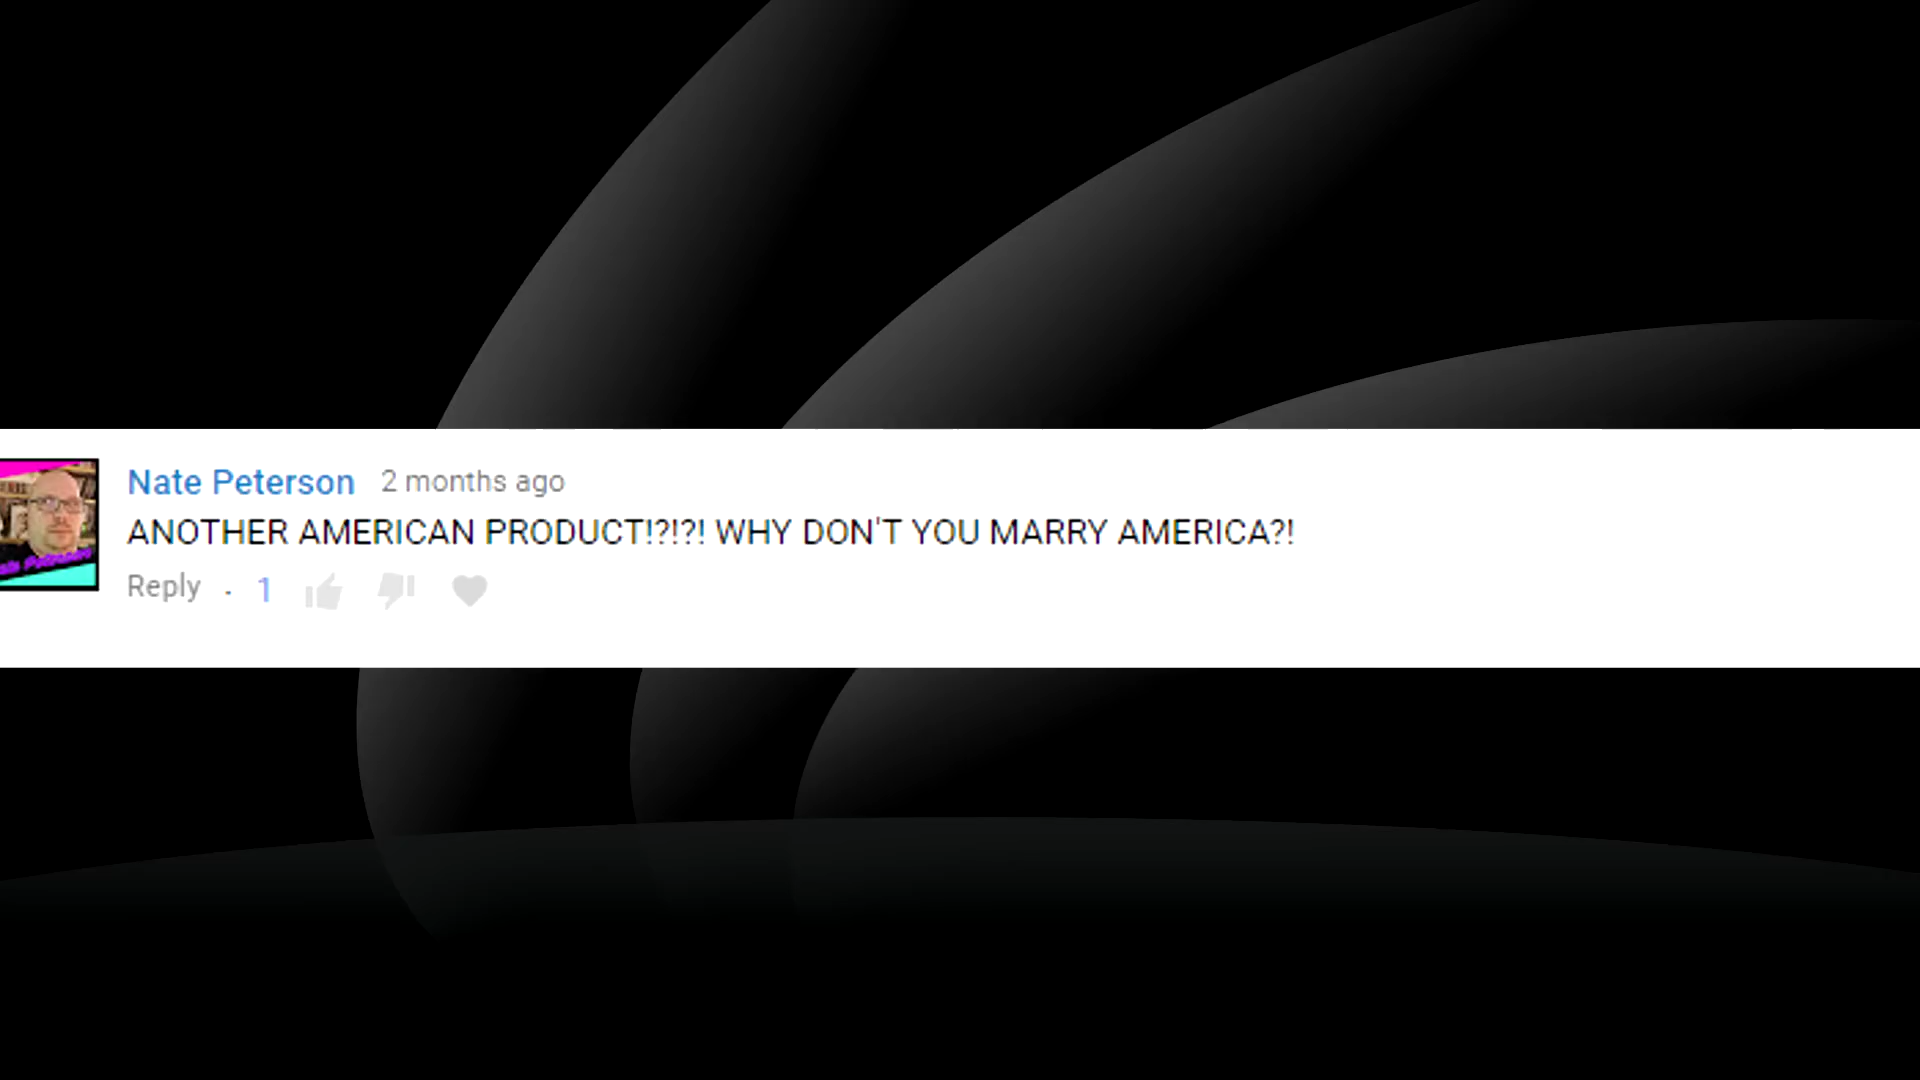 Nate Peterson 2 months ago
ANOTHER AMERICAN PRODUCT!?!?! WHY DON'T YOU MARRY AMERICA?!
Reply . 1